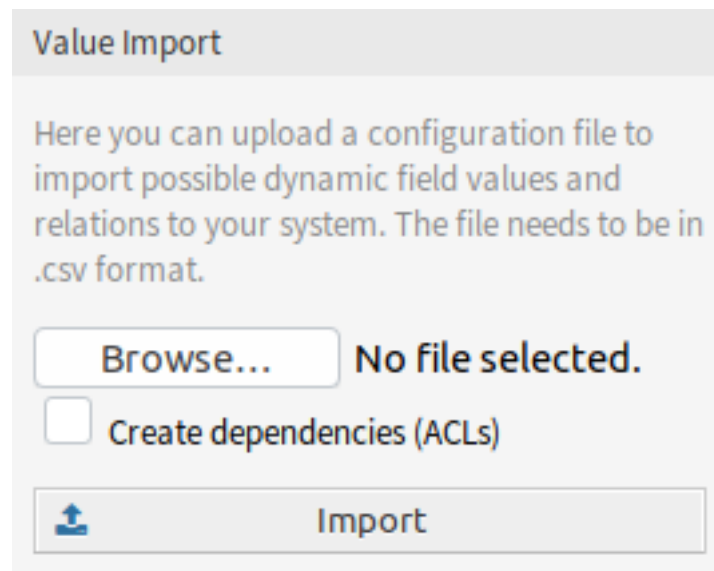 Value Import
Here you can upload a configuration file to
import possible dynamic field values and
relations to your system. The file needs to be in
.csv format.
Browse... No file selected.
Create dependencies (ACLs)
Import